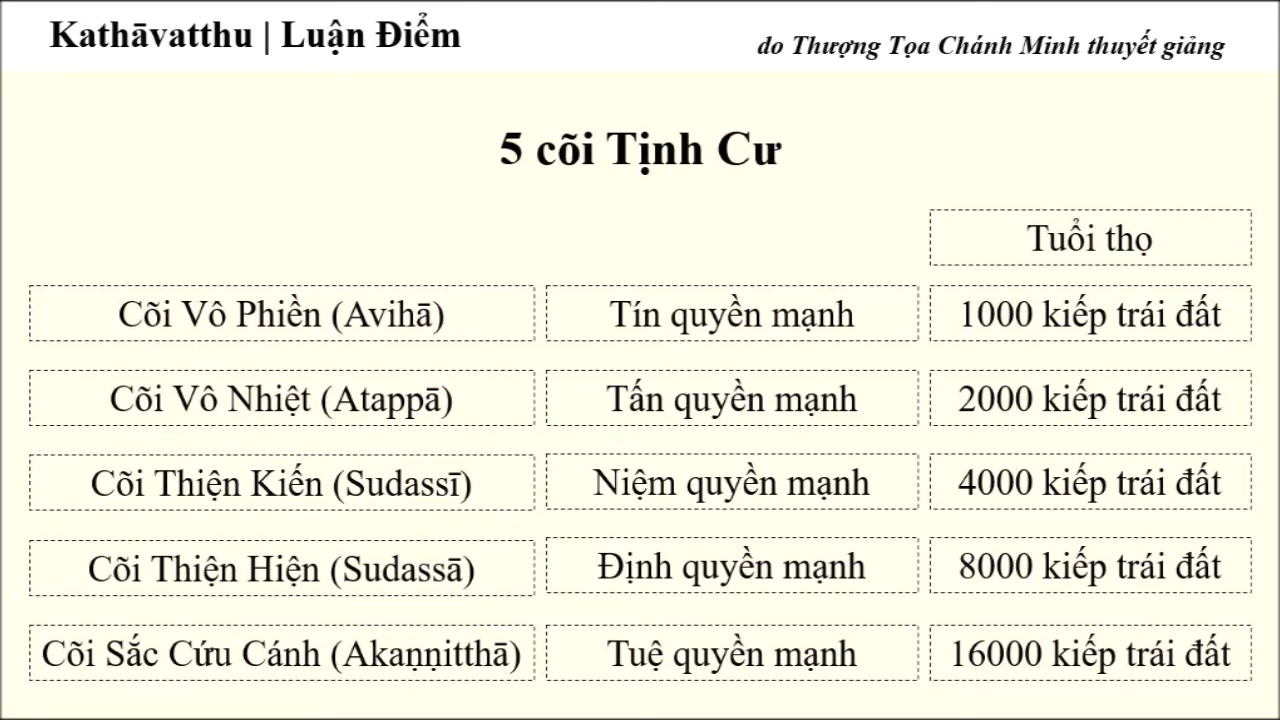 Kathāvatthu | Luận Điểm
do Thượng Tọa Chánh Minh thuyết giảng
5 cõi Tịnh Cư
Tuổi thọ
Cõi Vô Phiền (Avihā) Tín quyền mạnh 1000 kiếp trái đất
Cõi Vô Nhiệt (Atappā) Tấn quyền mạnh 2000 kiếp trái đất
Cõi Thiện Kiến (Sudassī) Niệm quyền mạnh 4000 kiếp trái đất
Cõi Thiện Hiện (Sudassā) Định quyền mạnh 8000 kiếp trái đất
Cõi Sắc Cứu Cánh (Akaṇṇitthā) Tuệ quyền mạnh 16000 kiếp trái đất